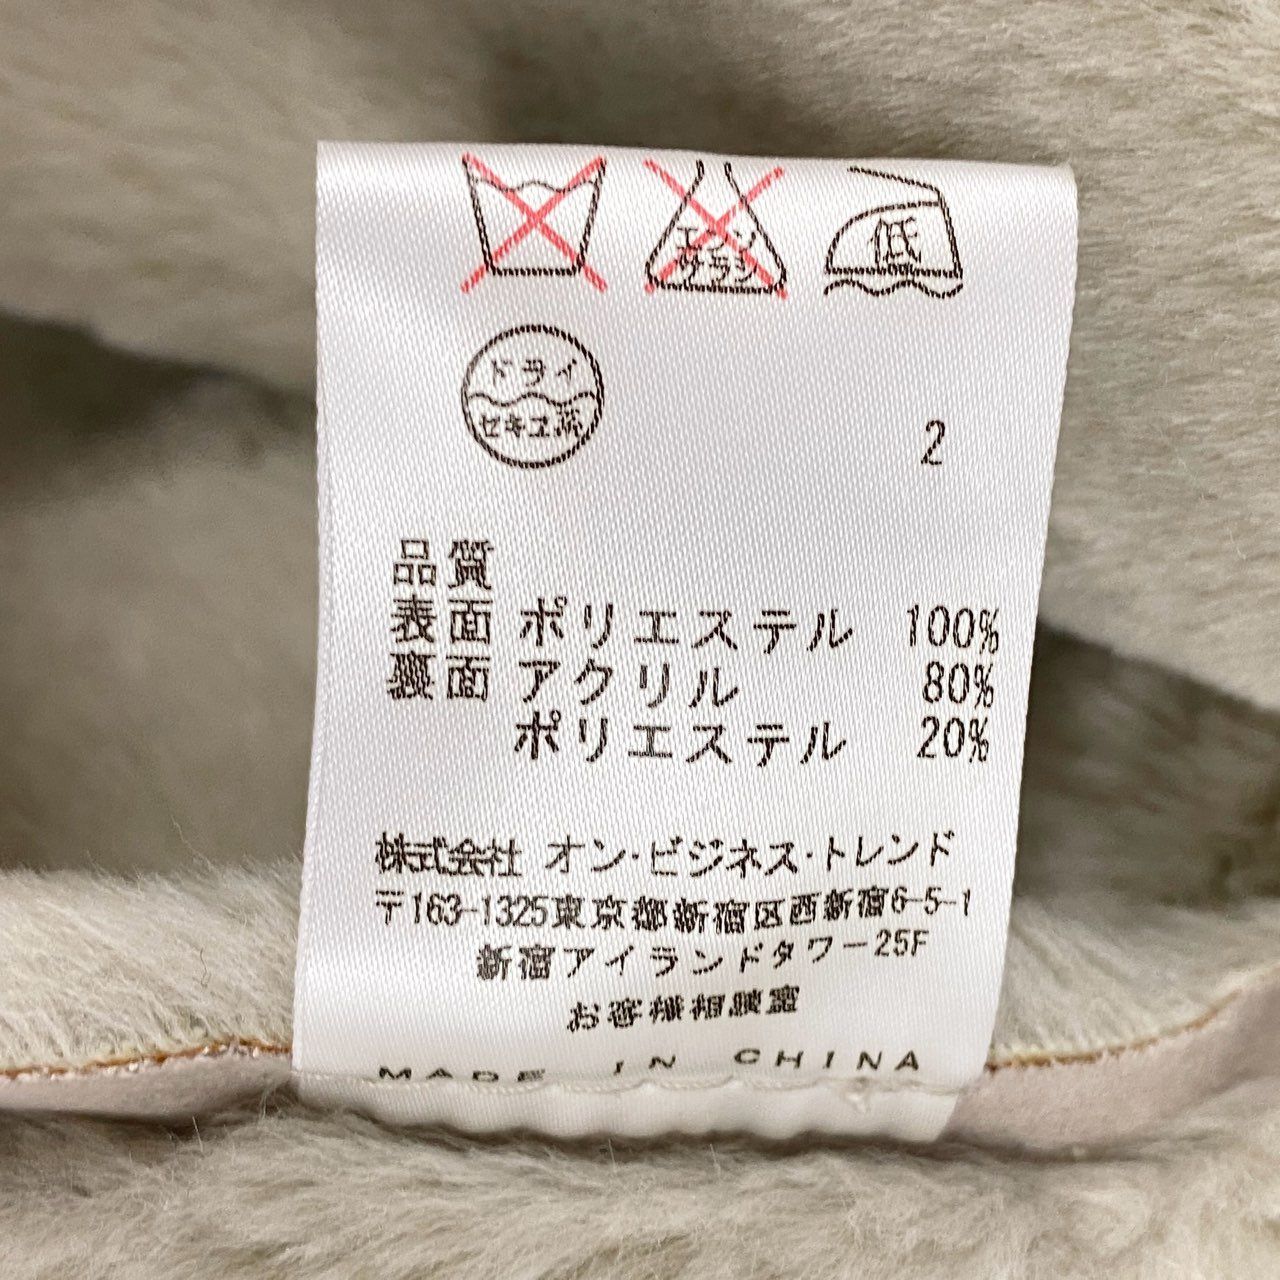 エンソ
サラシ
低
ドライ
セキユ系
2
品質
表面 ポリエステル 100%
裏面 アクリル 80%
ポリエステル 20%
株式会社 オン・ビジネス・トレンド
〒163-1325東京都新宿区西新宿6-5-1
新宿アイランドタワー25F
お客様相談室
MADE IN CHINA